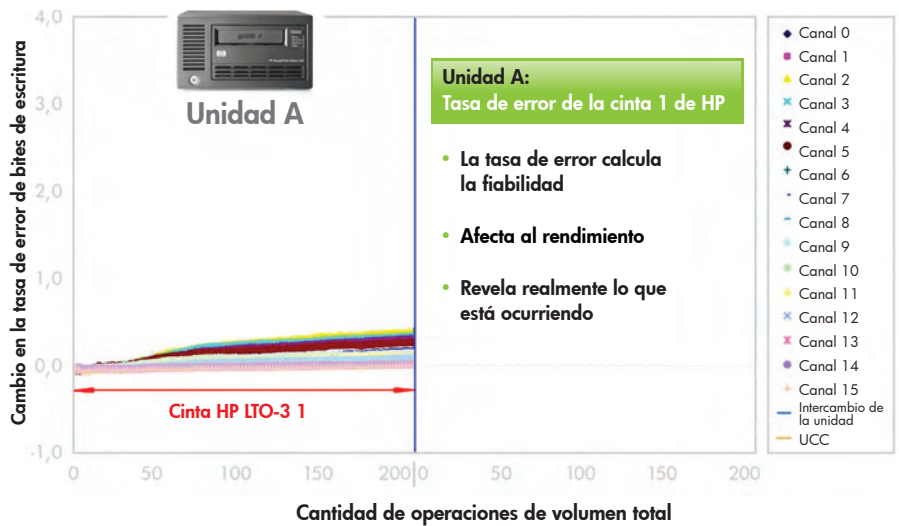 Cambio en la tasa de error de bites de escritura
4,0
3,0
2,0
1,0
0,0
-1,0
hp
Unidad A
Unidad A:
Tasa de error de la cinta 1 de HP
• La tasa de error calcula
la fiabilidad
• Afecta al rendimiento
• Revela realmente lo que
está ocurriendo
Cinta HP LTO-3 1
0 50 100 150 200 0 50 100 150 200
Cantidad de operaciones de volumen total
Canal 0
Canal 1
Canal 2
Canal 3
Canal 4
Canal 5
Canal 6
Canal 7
Canal 8
Canal 9
Canal 10
Canal 11
Canal 12
Canal 13
Canal 14
Canal 15
Intercambio de
la unidad
UCC